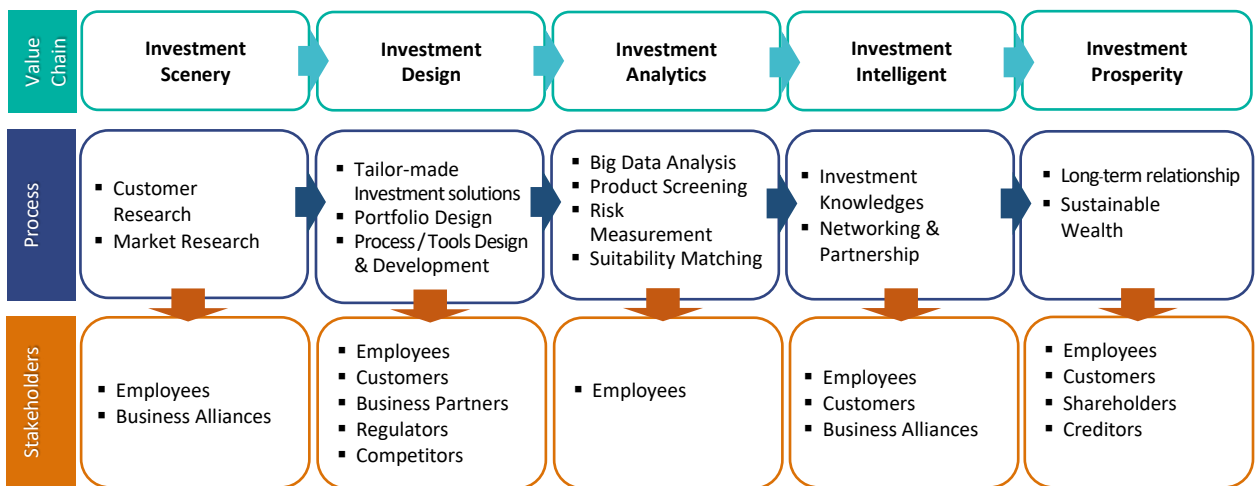 Value
Chain
Investment
Scenery
Investment
Design
Investment
Analytics
Investment
Intelligent
Investment
Prosperity
Process
▪ Customer
Research
▪ Market Research
▪ Tailor-made
Investment solutions
▪ Portfolio Design
▪ Process / Tools Design
& Development
▪ Big Data Analysis
▪ Product Screening
▪ Risk
Measurement
▪ Suitability Matching
▪ Investment
Knowledges
▪ Networking &
Partnership
▪ Long-term relationship
▪ Sustainable
Wealth
Stakeholders
▪ Employees
▪ Business Alliances
▪ Employees
▪ Customers
▪ Business Partners
▪ Regulators
▪ Competitors
▪ Employees
▪ Employees
▪ Customers
▪ Business Alliances
▪ Employees
▪ Customers
▪ Shareholders
▪ Creditors